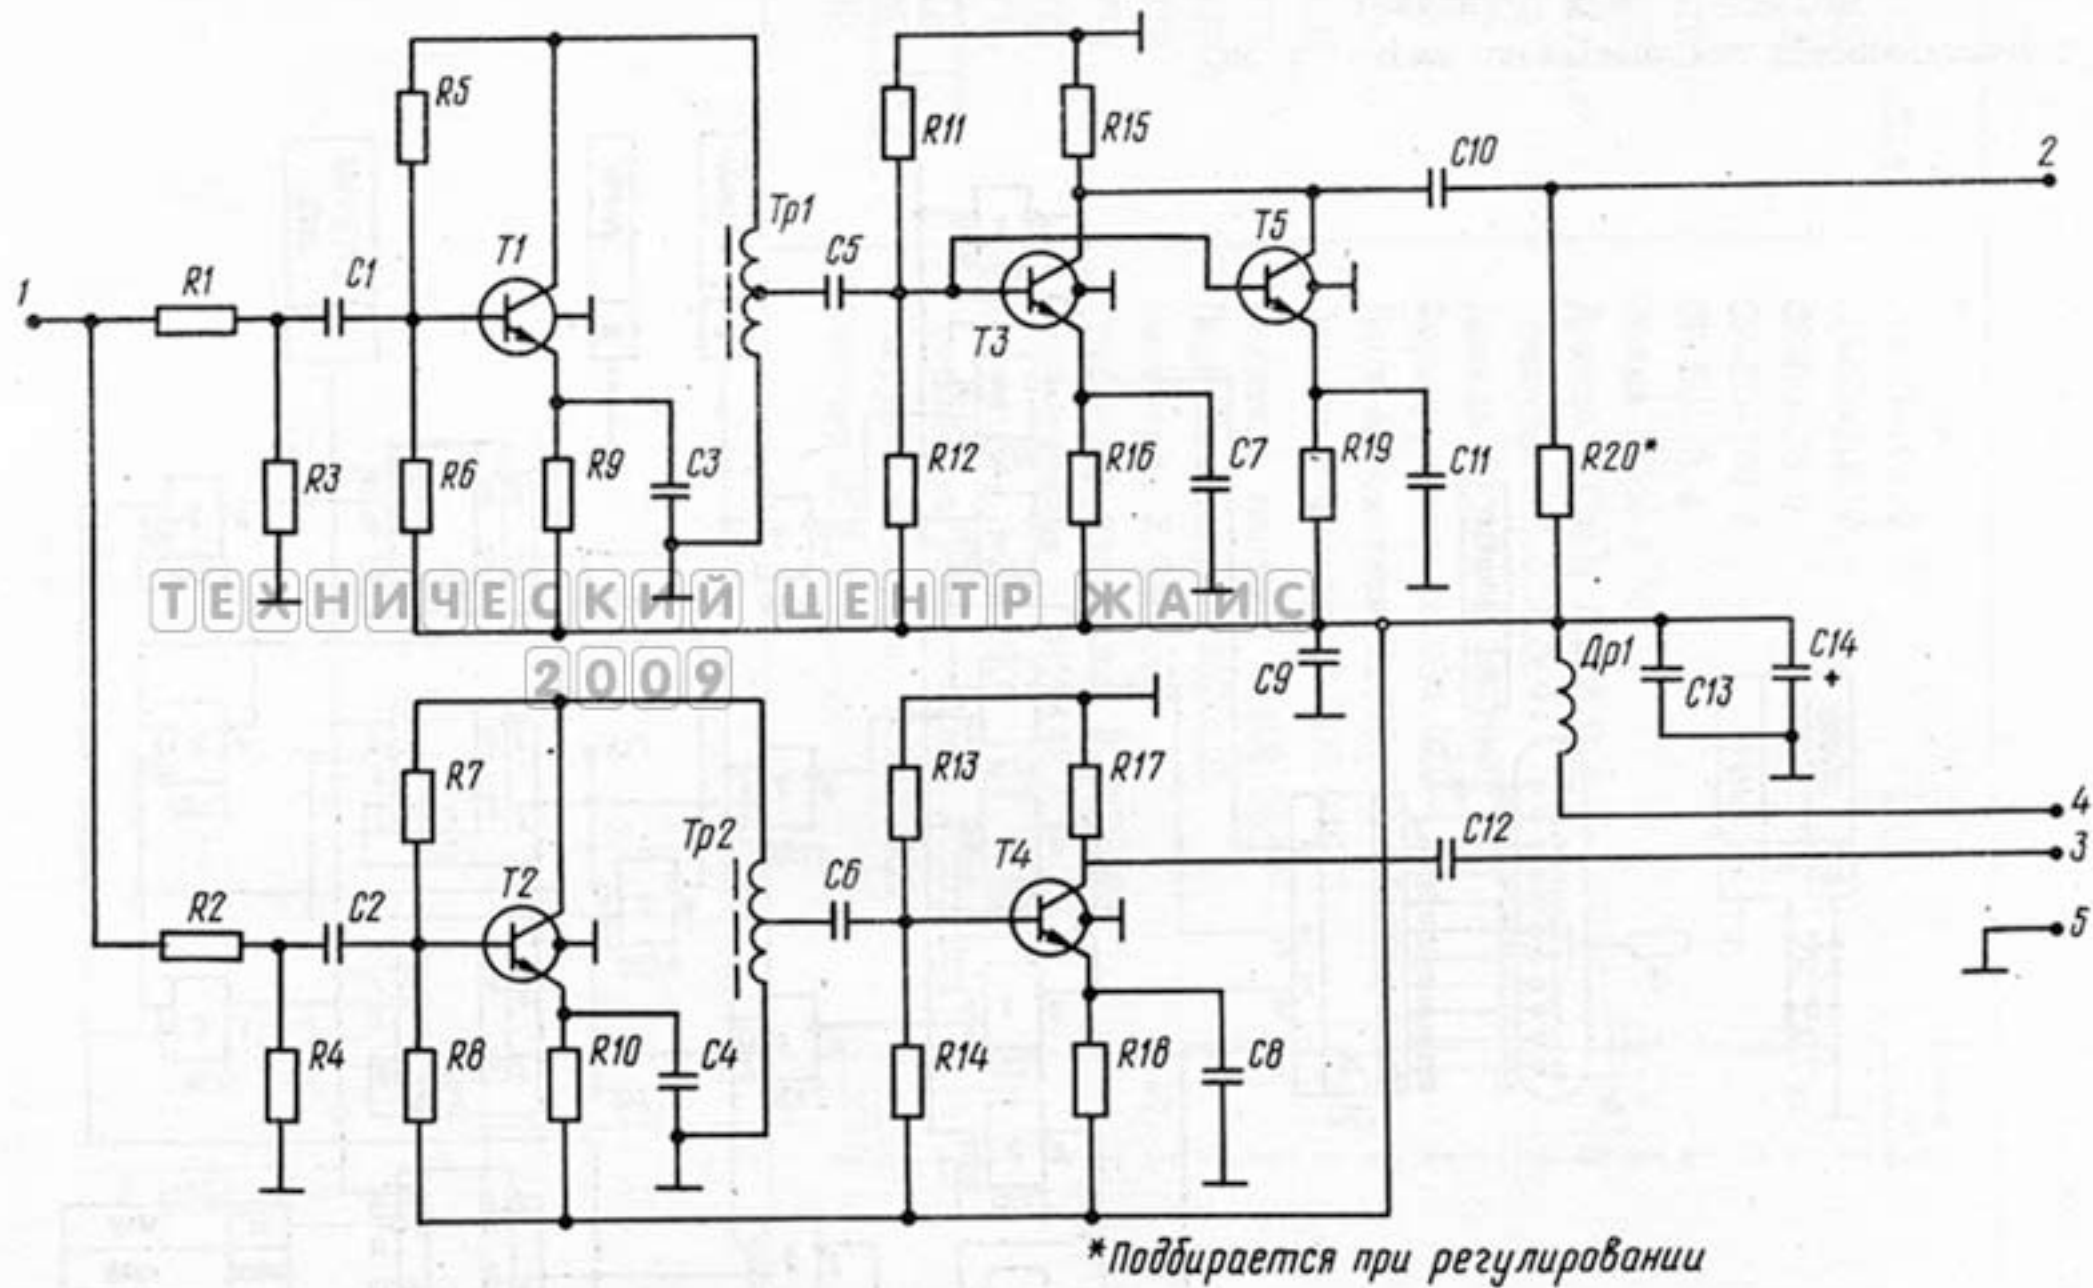 R5
R11
R15
C10
2
Тр1
T1
C5
T5
1
R1
C1
T3
R3
R6
R9
C3
R12
R16
C7
R19
C11
R20*
ТЕХНИЧЕСКИЙ ЦЕНТР ЖАИС
2009
C9
Др1
C13
C14
+
R7
R13
R17
4
Тр2
T4
C12
3
T2
C6
R2
C2
5
R4
R8
R10
C4
R14
R18
C8
*Подбирается при регулировании